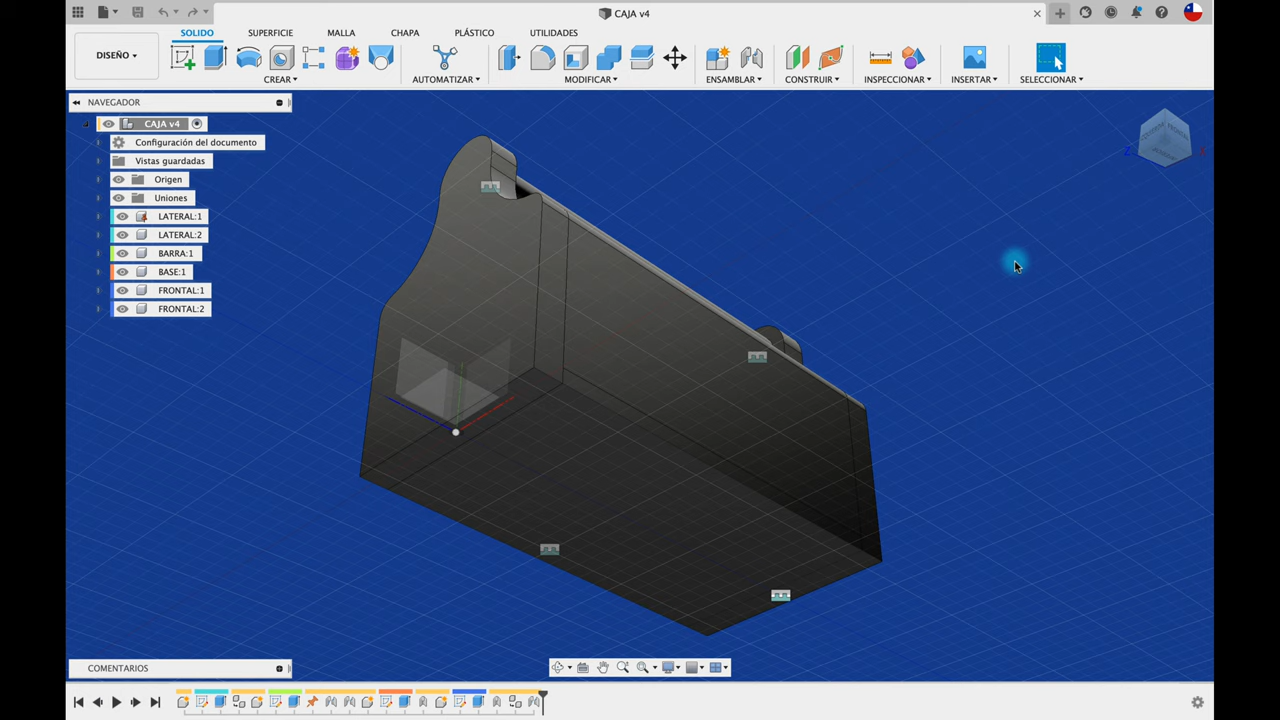 CAJA v4
SOLIDO
SUPERFICIE
MALLA
CHAPA
PLÁSTICO
UTILIDADES
DISEÑO
CREAR
AUTOMATIZAR
MODIFICAR
ENSAMBLAR
CONSTRUIR
INSPECCIONAR
INSERTAR
SELECCIONAR
NAVEGADOR
CAJA v4
Configuración del documento
Vistas guardadas
Origen
Uniones
LATERAL:1
LATERAL:2
BARRA:1
BASE:1
FRONTAL:1
FRONTAL:2
Z
COMENTARIOS